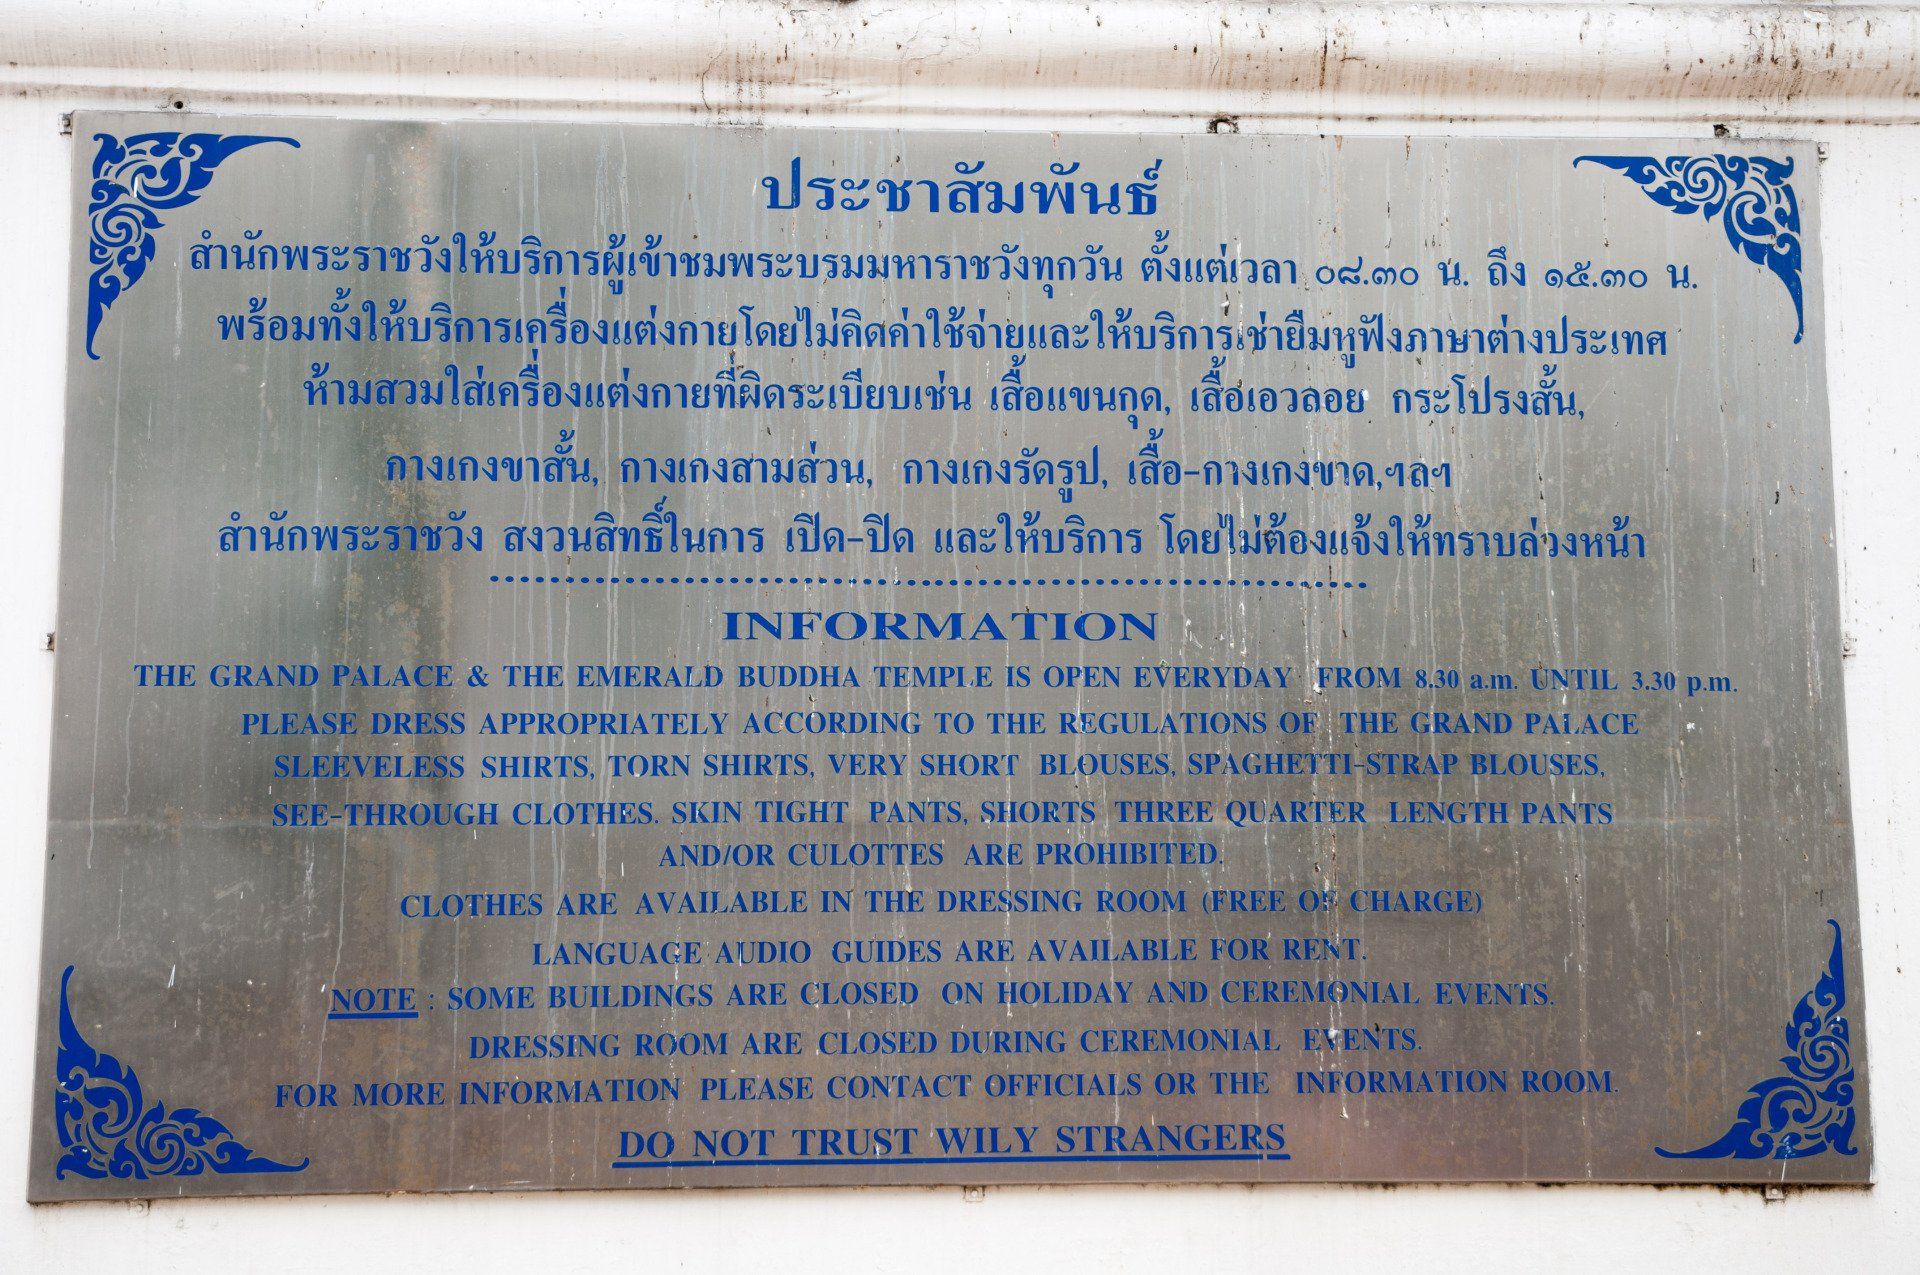 ประชาสัมพันธ์
สำนักพระราชวังให้บริการผู้เข้าชมพระบรมมหาราชวังทุกวัน ตั้งแต่เวลา ๐๘.๓๐ น. ถึง ๑๕.๓๐ น.
พร้อมทั้งให้บริการเครื่องแต่งกายโดยไม่คิดค่าใช้จ่ายและให้บริการเช่ายืมหูฟังภาษาต่างประเทศ
ห้ามสวมใส่เครื่องแต่งกายที่ผิดระเบียบเช่น เสื้อแขนกุด, เสื้อเอวลอย กระโปรงสั้น,
กางเกงขาสั้น, กางเกงสามส่วน, กางเกงรัดรูป, เสื้อ-กางเกงขาด,ฯลฯ
สำนักพระราชวัง สงวนสิทธิ์ในการ เปิด-ปิด และให้บริการ โดยไม่ต้องแจ้งให้ทราบล่วงหน้า
INFORMATION
THE GRAND PALACE & THE EMERALD BUDDHA TEMPLE IS OPEN EVERYDAY FROM 8.30 a.m. UNTIL 3.30 p.m.
PLEASE DRESS APPROPRIATELY ACCORDING TO THE REGULATIONS OF THE GRAND PALACE
SLEEVELESS SHIRTS, TORN SHIRTS, VERY SHORT BLOUSES, SPAGHETTI-STRAP BLOUSES,
SEE-THROUGH CLOTHES. SKIN TIGHT PANTS, SHORTS THREE QUARTER LENGTH PANTS
AND/OR CULOTTES ARE PROHIBITED.
CLOTHES ARE AVAILABLE IN THE DRESSING ROOM (FREE OF CHARGE)
LANGUAGE AUDIO GUIDES ARE AVAILABLE FOR RENT.
NOTE : SOME BUILDINGS ARE CLOSED ON HOLIDAY AND CEREMONIAL EVENTS.
DRESSING ROOM ARE CLOSED DURING CEREMONIAL EVENTS.
FOR MORE INFORMATION PLEASE CONTACT OFFICIALS OR THE INFORMATION ROOM.
DO NOT TRUST WILY STRANGERS